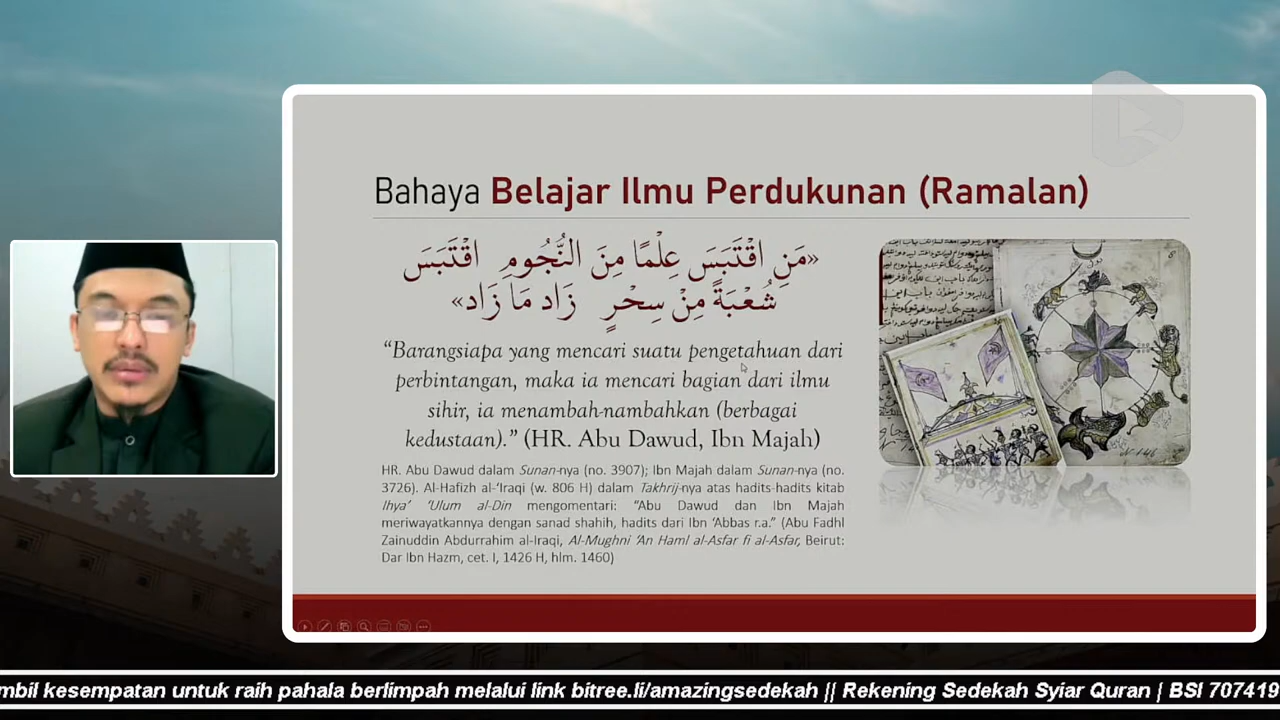 Bahaya Belajar Ilmu Perdukunan (Ramalan)
«مَنِ اقْتَبَسَ عِلْمًا مِنَ النُّجُومِ اقْتَبَسَ
شُعْبَةً مِنْ سِحْرٍ زَادَ مَا زَادَ»
“Barangsiapa yang mencari suatu pengetahuan dari
perbintangan, maka ia mencari bagian dari ilmu
sihir, ia menambah-nambahkan (berbagai
kedustaan).” (HR. Abu Dawud, Ibn Majah)
HR. Abu Dawud dalam Sunan-nya (no. 3907); Ibn Majah dalam Sunan-nya (no.
3726). Al-Hafizh al-‘Iraqi (w. 806 H) dalam Takhrij-nya atas hadits-hadits kitab
Ihya’ ‘Ulum al-Din mengomentari: “Abu Dawud dan Ibn Majah
meriwayatkannya dengan sanad shahih, hadits dari Ibn ‘Abbas r.a.” (Abu Fadhl
Zainuddin Abdurrahim al-Iraqi, Al-Mughni ‘An Haml al-Asfar fi al-Asfar, Beirut:
Dar Ibn Hazm, cet. I, 1426 H, hlm. 1460)
mbil kesempatan untuk raih pahala berlimpah melalui link bitree.li/amazingsedekah || Rekening Sedekah Syiar Quran | BSI 707419